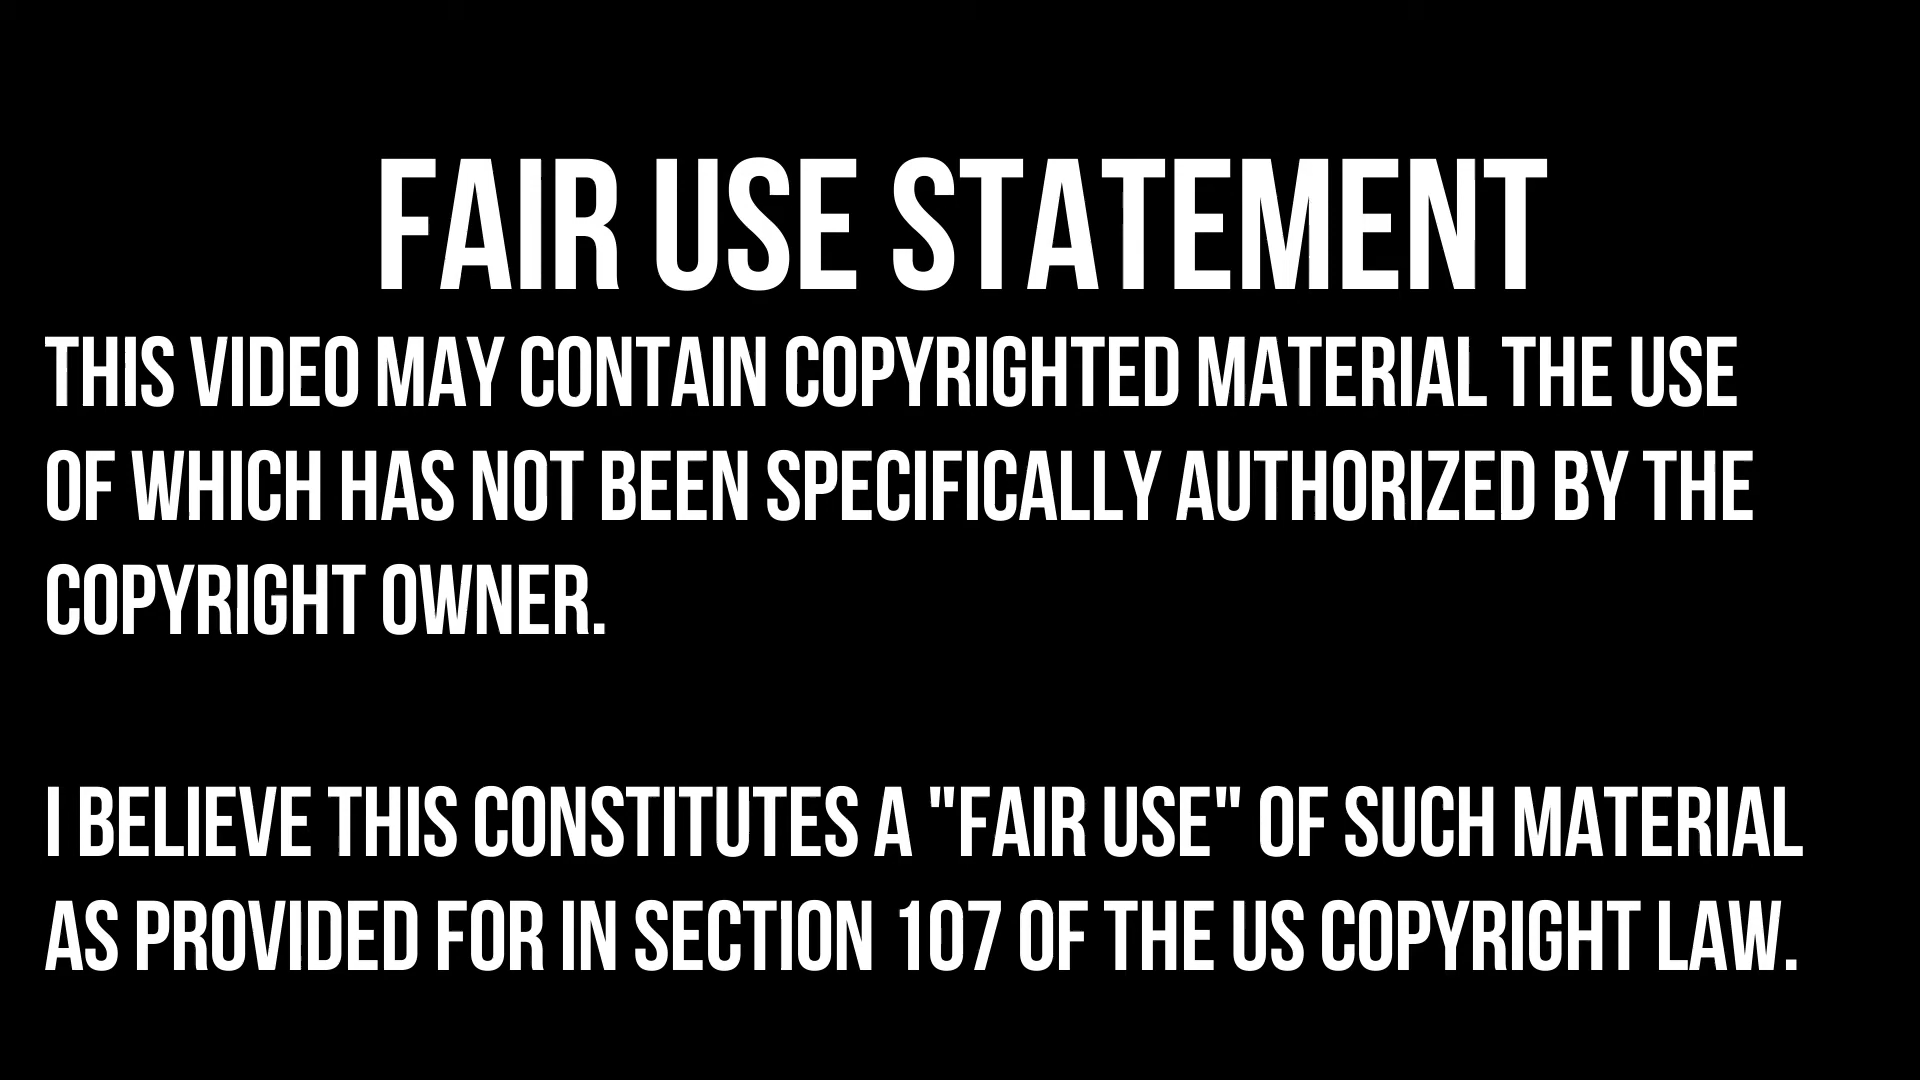 FAIR USE STATEMENT
THIS VIDEO MAY CONTAIN COPYRIGHTED MATERIAL THE USE
OF WHICH HAS NOT BEEN SPECIFICALLY AUTHORIZED BY THE
COPYRIGHT OWNER.
I BELIEVE THIS CONSTITUTES A "FAIR USE" OF SUCH MATERIAL
AS PROVIDED FOR IN SECTION 107 OF THE US COPYRIGHT LAW.